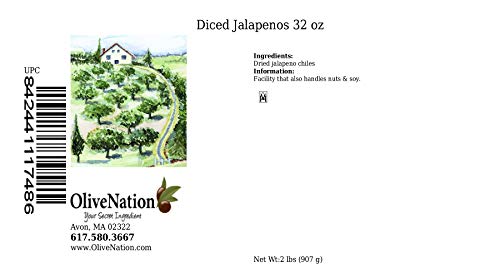 Diced Jalapenos 32 oz
Ingredients:
Dried jalapeno chiles
Information:
Facility that also handles nuts & soy.
UPC
842441117486
OliveNation
Your Secret Ingredient
Avon, MA 02322
617.580.3667
www.OliveNation.com
Net Wt:2 lbs (907 g)